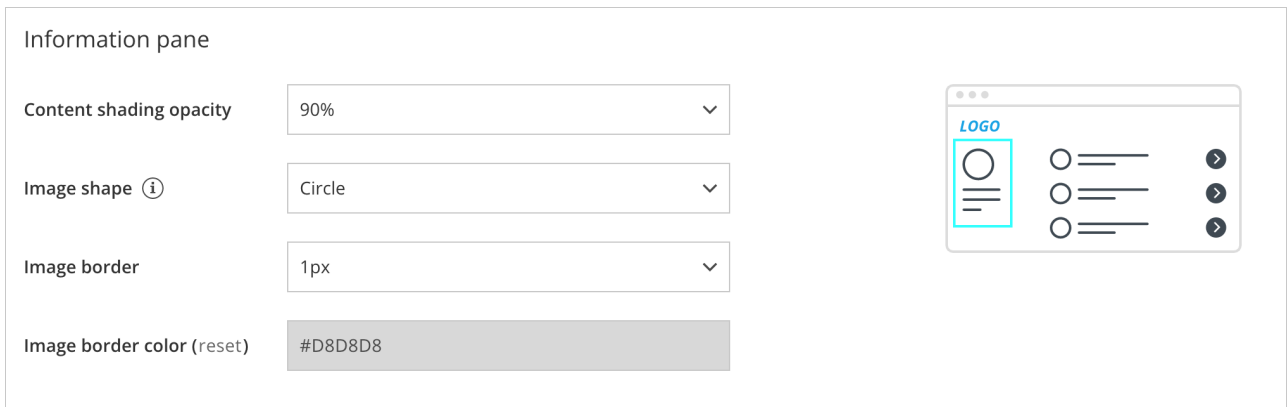 Information pane
Content shading opacity 90%
LOGO
Image shape i Circle
Image border 1px
Image border color (reset) #D8D8D8